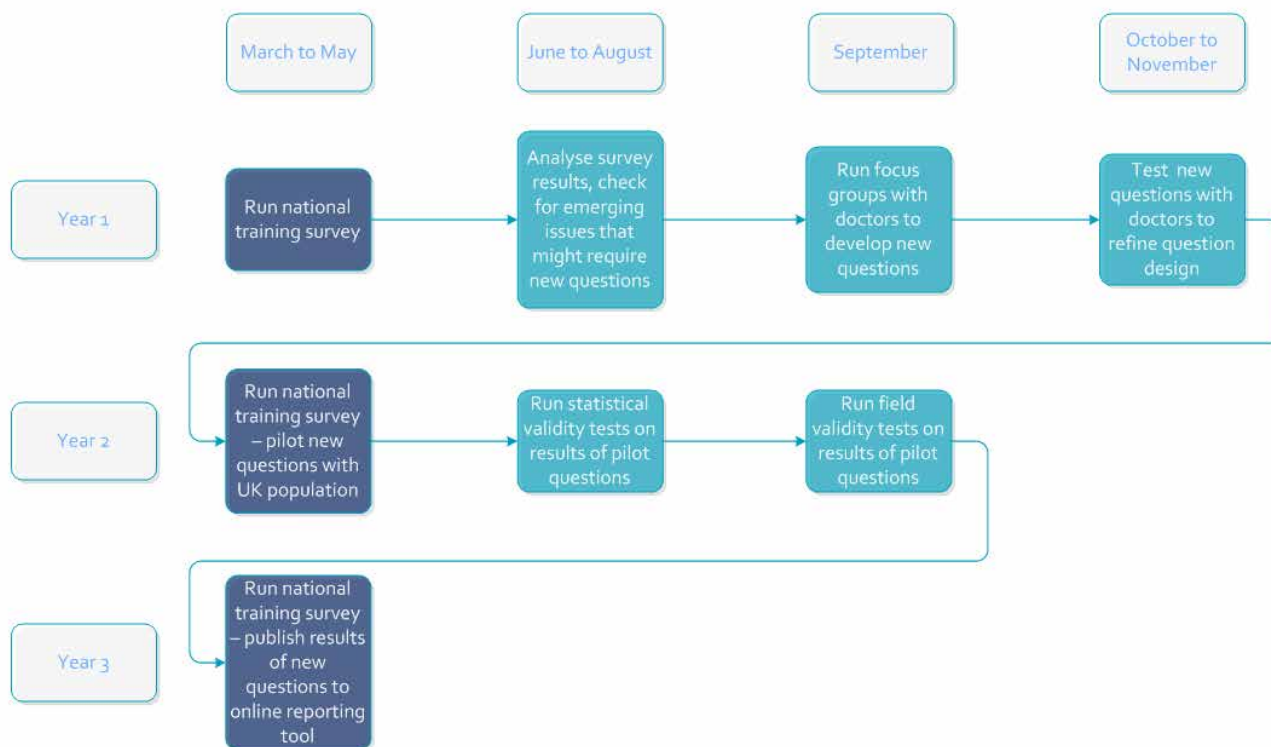 March to May
June to August
September
October to
November
Year 1
Run national
training survey
Analyse survey
results, check
for emerging
issues that
might require
new questions
Run focus
groups with
doctors to
develop new
questions
Test new
questions with
doctors to
refine question
design
Year 2
Run national
training survey
– pilot new
questions with
UK population
Run statistical
validity tests on
results of pilot
questions
Run field
validity tests on
results of pilot
questions
Year 3
Run national
training survey
– publish results
of new
questions to
online reporting
tool